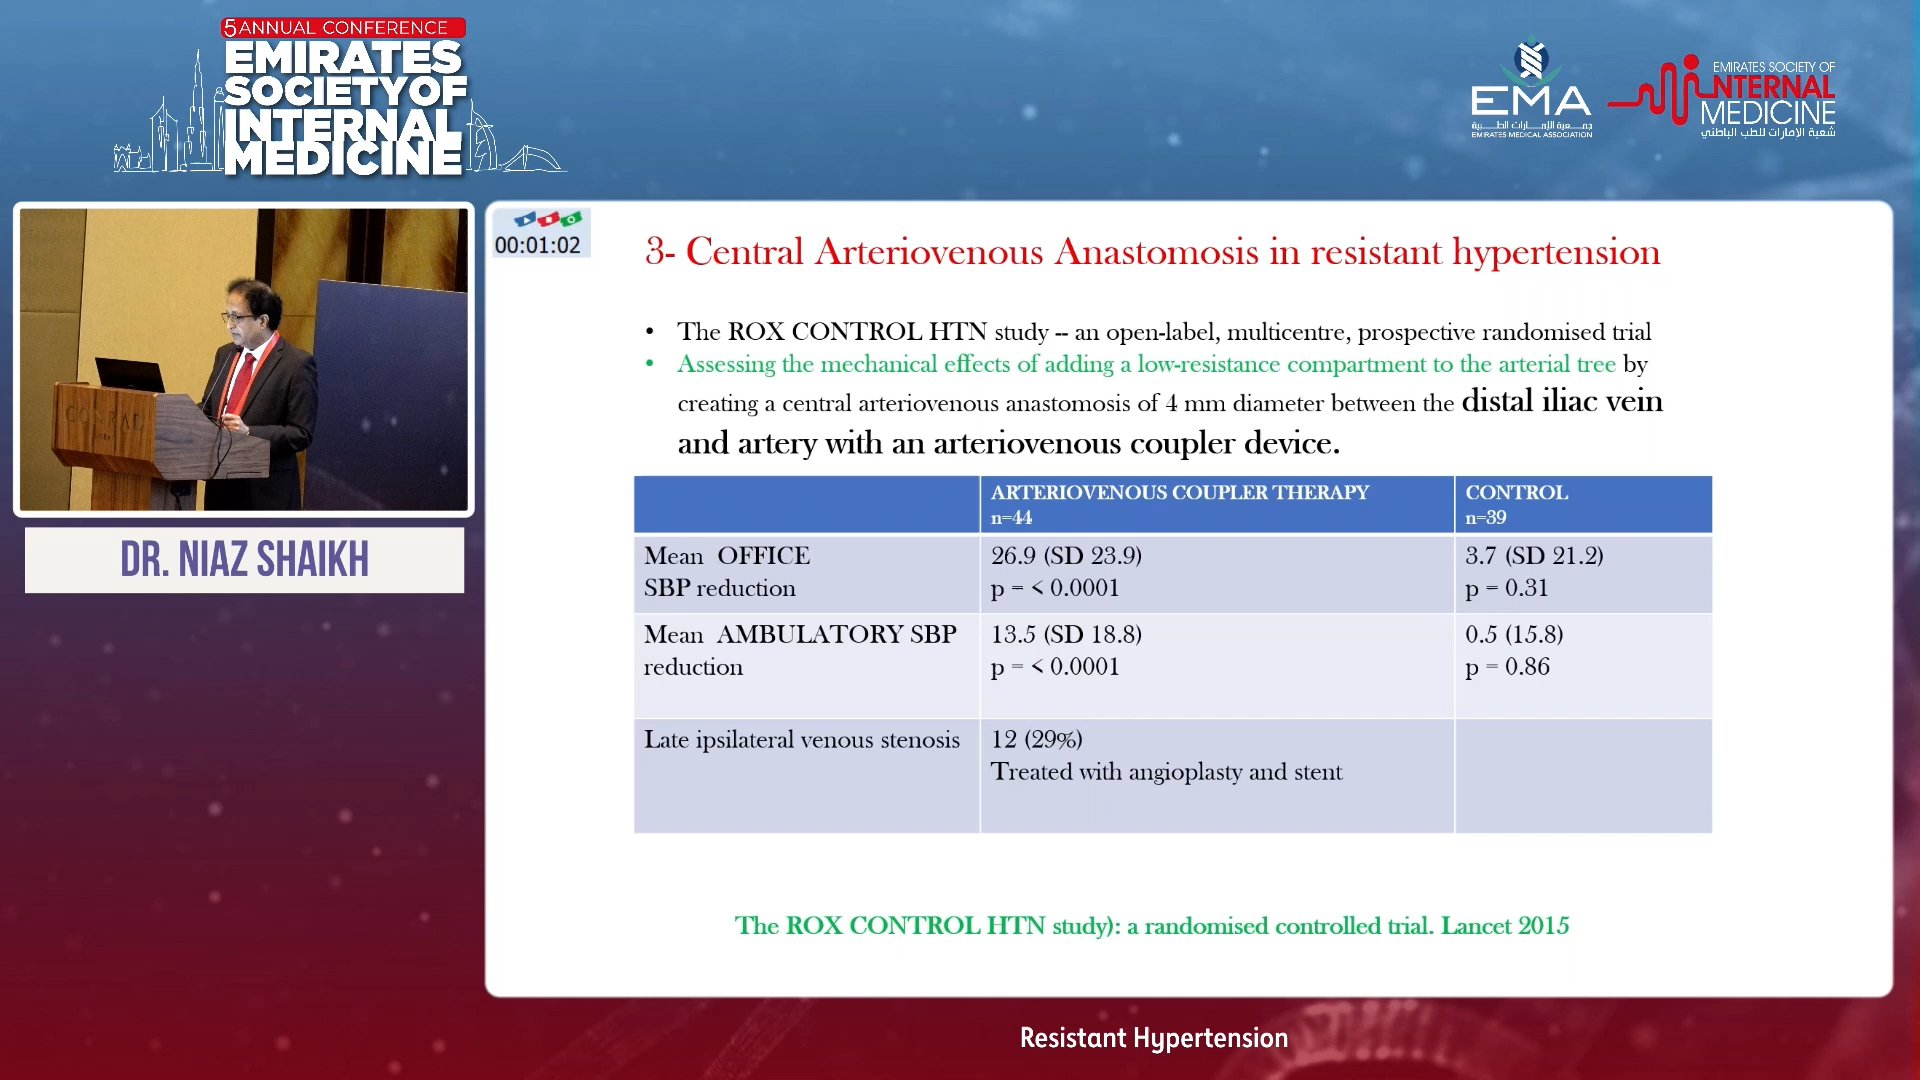 5 ANNUAL CONFERENCE
EMIRATES
SOCIETY OF
INTERNAL
MEDICINE
EMA
جمعية الإمارات الطبية
EMIRATES MEDICAL ASSOCIATION
EMIRATES SOCIETY OF
INTERNAL
MEDICINE
شعبة الإمارات للطب الباطني
00:01:02
CONRAD
DR. NIAZ SHAIKH
3- Central Arteriovenous Anastomosis in resistant hypertension
• The ROX CONTROL HTN study -- an open-label, multicentre, prospective randomised trial
• Assessing the mechanical effects of adding a low-resistance compartment to the arterial tree by
creating a central arteriovenous anastomosis of 4 mm diameter between the distal iliac vein
and artery with an arteriovenous coupler device.
ARTERIOVENOUS COUPLER THERAPY
n=44
CONTROL
n=39
Mean OFFICE
SBP reduction
26.9 (SD 23.9)
p = < 0.0001
3.7 (SD 21.2)
p = 0.31
Mean AMBULATORY SBP
reduction
13.5 (SD 18.8)
p = < 0.0001
0.5 (15.8)
p = 0.86
Late ipsilateral venous stenosis
12 (29%)
Treated with angioplasty and stent
The ROX CONTROL HTN study): a randomised controlled trial. Lancet 2015
Resistant Hypertension